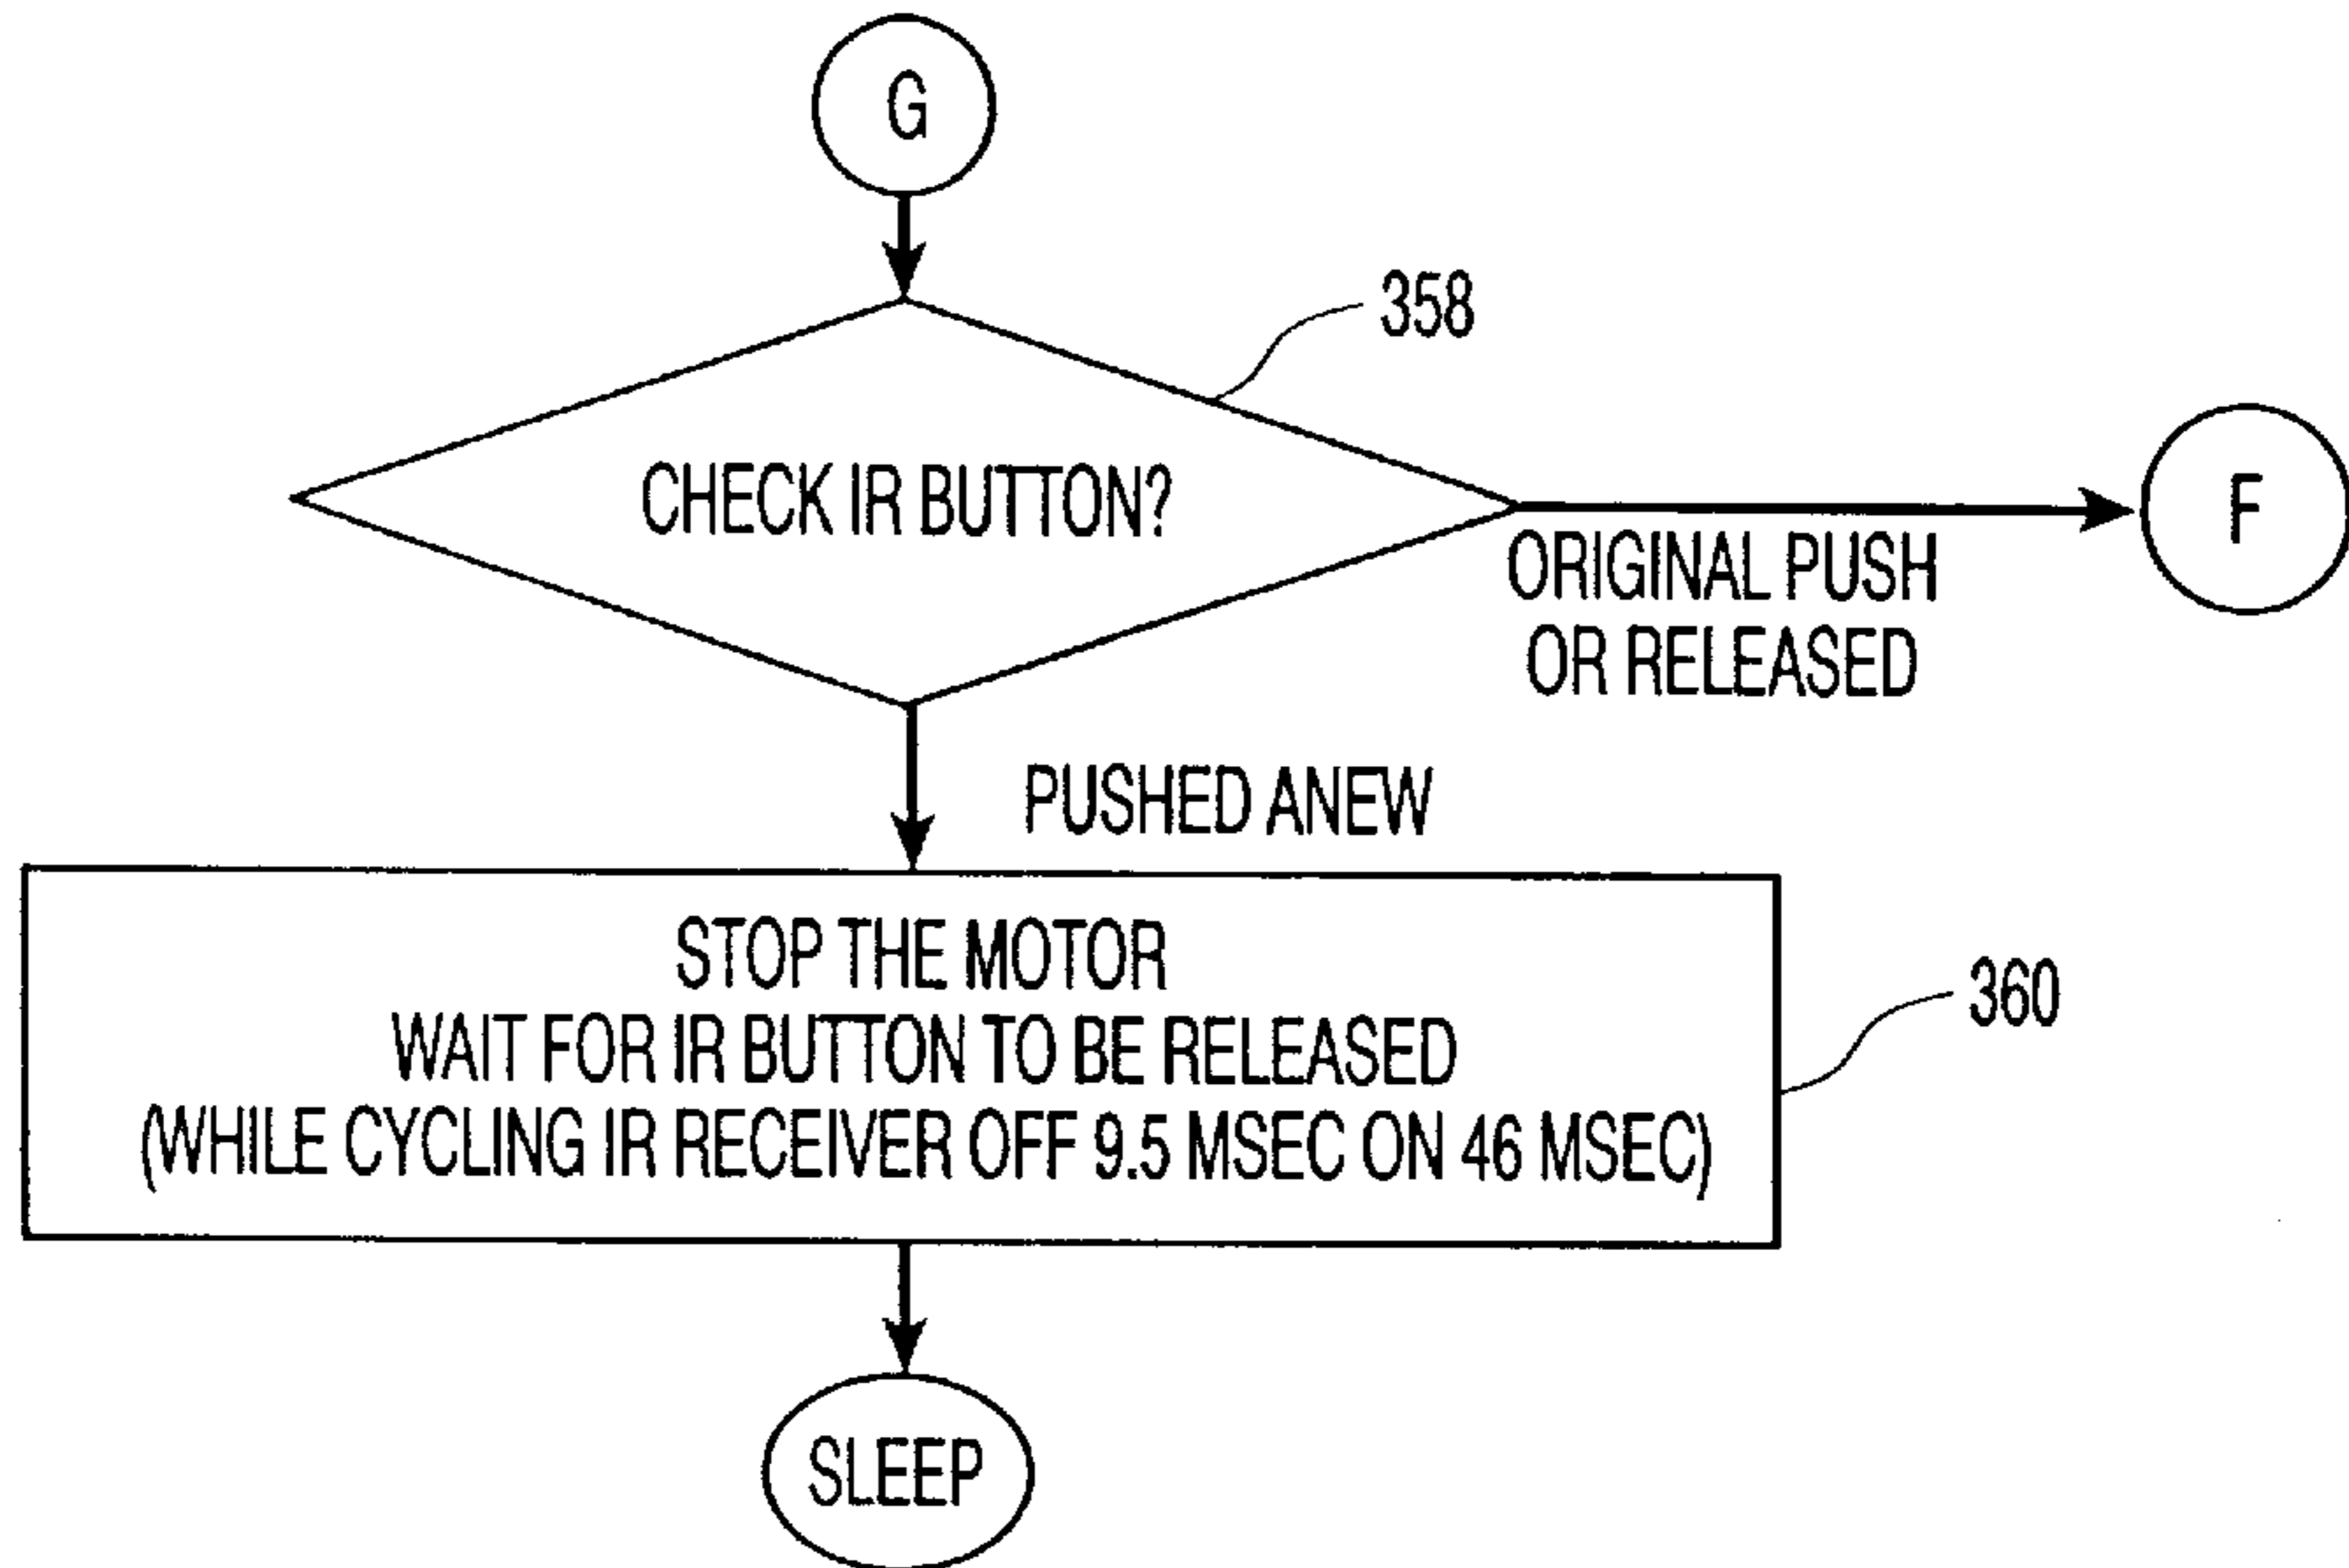 G
358
CHECK IR BUTTON?
F
ORIGINAL PUSH
OR RELEASED
PUSHED ANEW
STOP THE MOTOR
WAIT FOR IR BUTTON TO BE RELEASED
(WHILE CYCLING IR RECEIVER OFF 9.5 MSEC ON 46 MSEC)
360
SLEEP